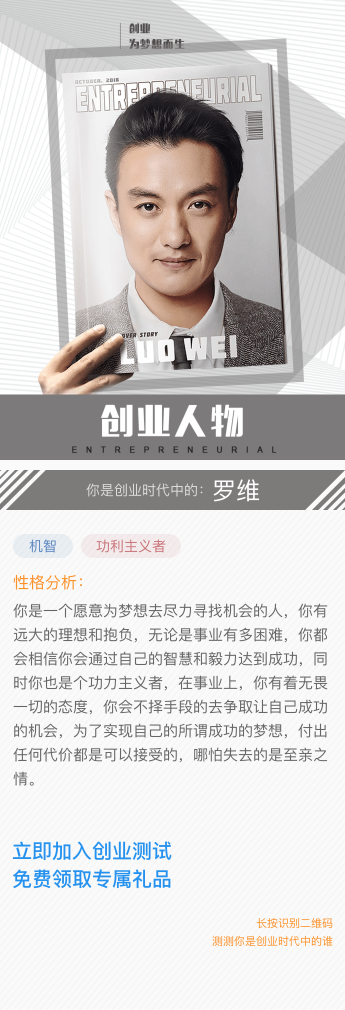 创业
为梦想而生
OCTOBER, 2018
ENTREPRENEURIAL
COVER STORY
LUO WEI
创业人物
ENTREPRENEURIAL
你是创业时代中的：罗维
机智 功利主义者
性格分析：
你是一个愿意为梦想去尽力寻找机会的人，你有
远大的理想和抱负，无论是事业有多困难，你都
会相信你会通过自己的智慧和毅力达到成功，同
时你也是个功力主义者，在事业上，你有着无畏
一切的态度，你会不择手段的去争取让自己成功
的机会，为了实现自己的所谓成功的梦想，付出
任何代价都是可以接受的，哪怕失去的是至亲之
情。
立即加入创业测试
免费领取专属礼品
长按识别二维码
测测你是创业时代中的谁